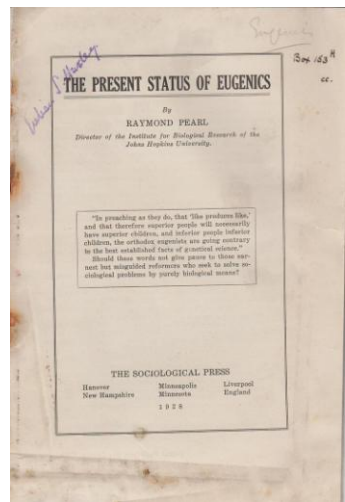 Eugenics
Box 153 A
cc.
Julian S. Huxley
THE PRESENT STATUS OF EUGENICS
By
RAYMOND PEARL
Director of the Institute for Biological Research of the
Johns Hopkins University.
"In preaching as they do, that 'like produces like,'
and that therefore superior people will necessarily
have superior children, and inferior people inferior
children, the orthodox eugenists are going contrary
to the best established facts of genetical science."
Should these words not give pause to those ear-
nest but misguided reformers who seek to solve so-
ciological problems by purely biological means?
THE SOCIOLOGICAL PRESS
Hanover Minneapolis Liverpool
New Hampshire Minnesota England
1928